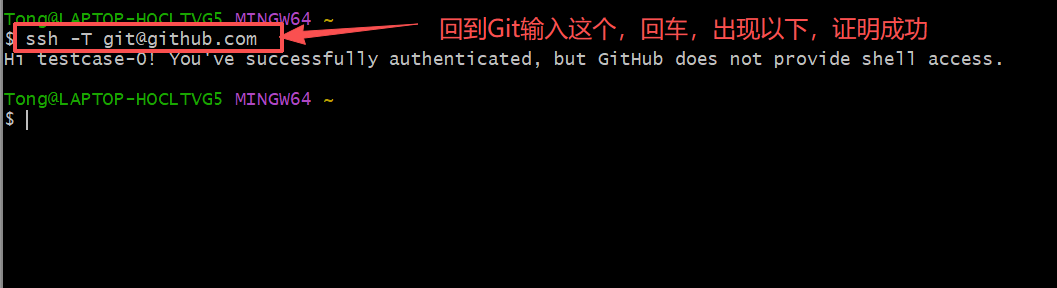 Tong@LAPTOP-HOCLTVG5 MINGW64 ~
$ ssh -T git@github.com
回到Git输入这个，回车，出现以下，证明成功
Hi testcase-0! You've successfully authenticated, but GitHub does not provide shell access.
Tong@LAPTOP-HOCLTVG5 MINGW64 ~
$